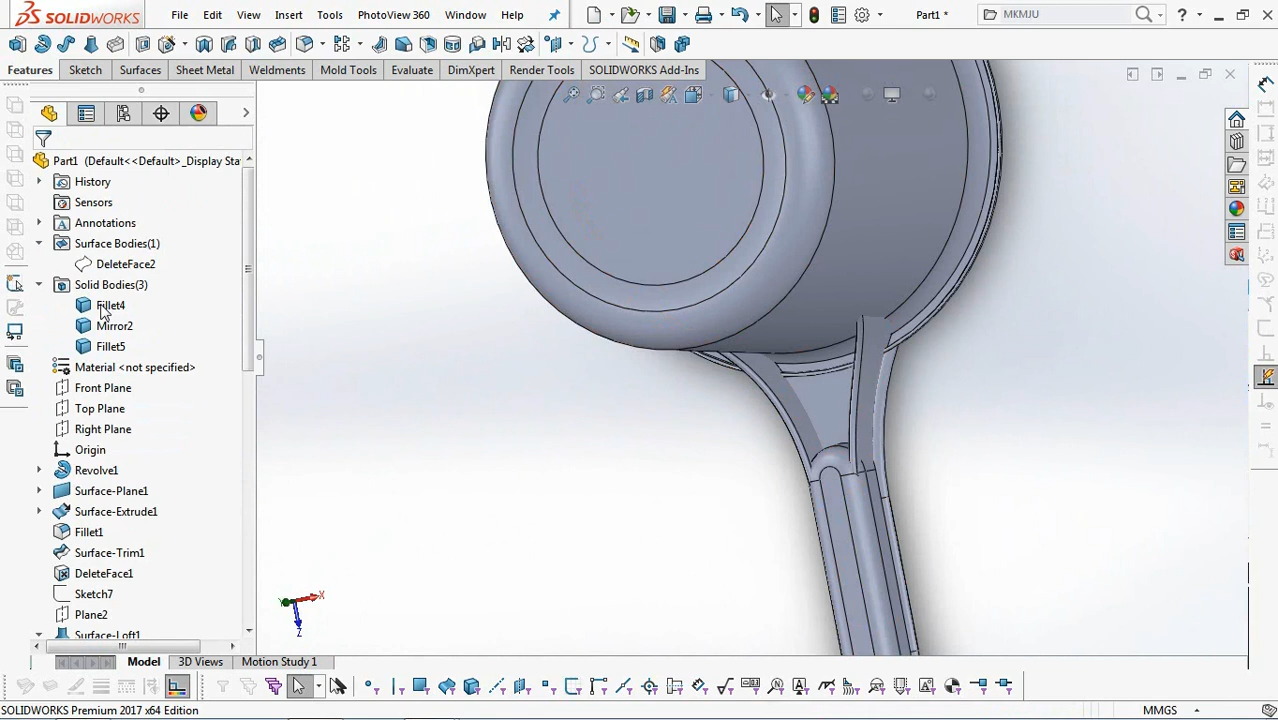 SOLIDWORKS File Edit View Insert Tools PhotoView 360 Window Help Part1 * MKMJU ?
Features Sketch Surfaces Sheet Metal Weldments Mold Tools Evaluate DimXpert Render Tools SOLIDWORKS Add-Ins
Part1 (Default<<Default>_Display Sta
History
Sensors
Annotations
Surface Bodies(1)
DeleteFace2
Solid Bodies(3)
Fillet4
Mirror2
Fillet5
Material <not specified>
Front Plane
Top Plane
Right Plane
Origin
Revolve1
Surface-Plane1
Surface-Extrude1
Fillet1
Surface-Trim1
DeleteFace1
Sketch7
Plane2
Surface-Loft1
X
Z
Model 3D Views Motion Study 1
SOLIDWORKS Premium 2017 x64 Edition MMGS